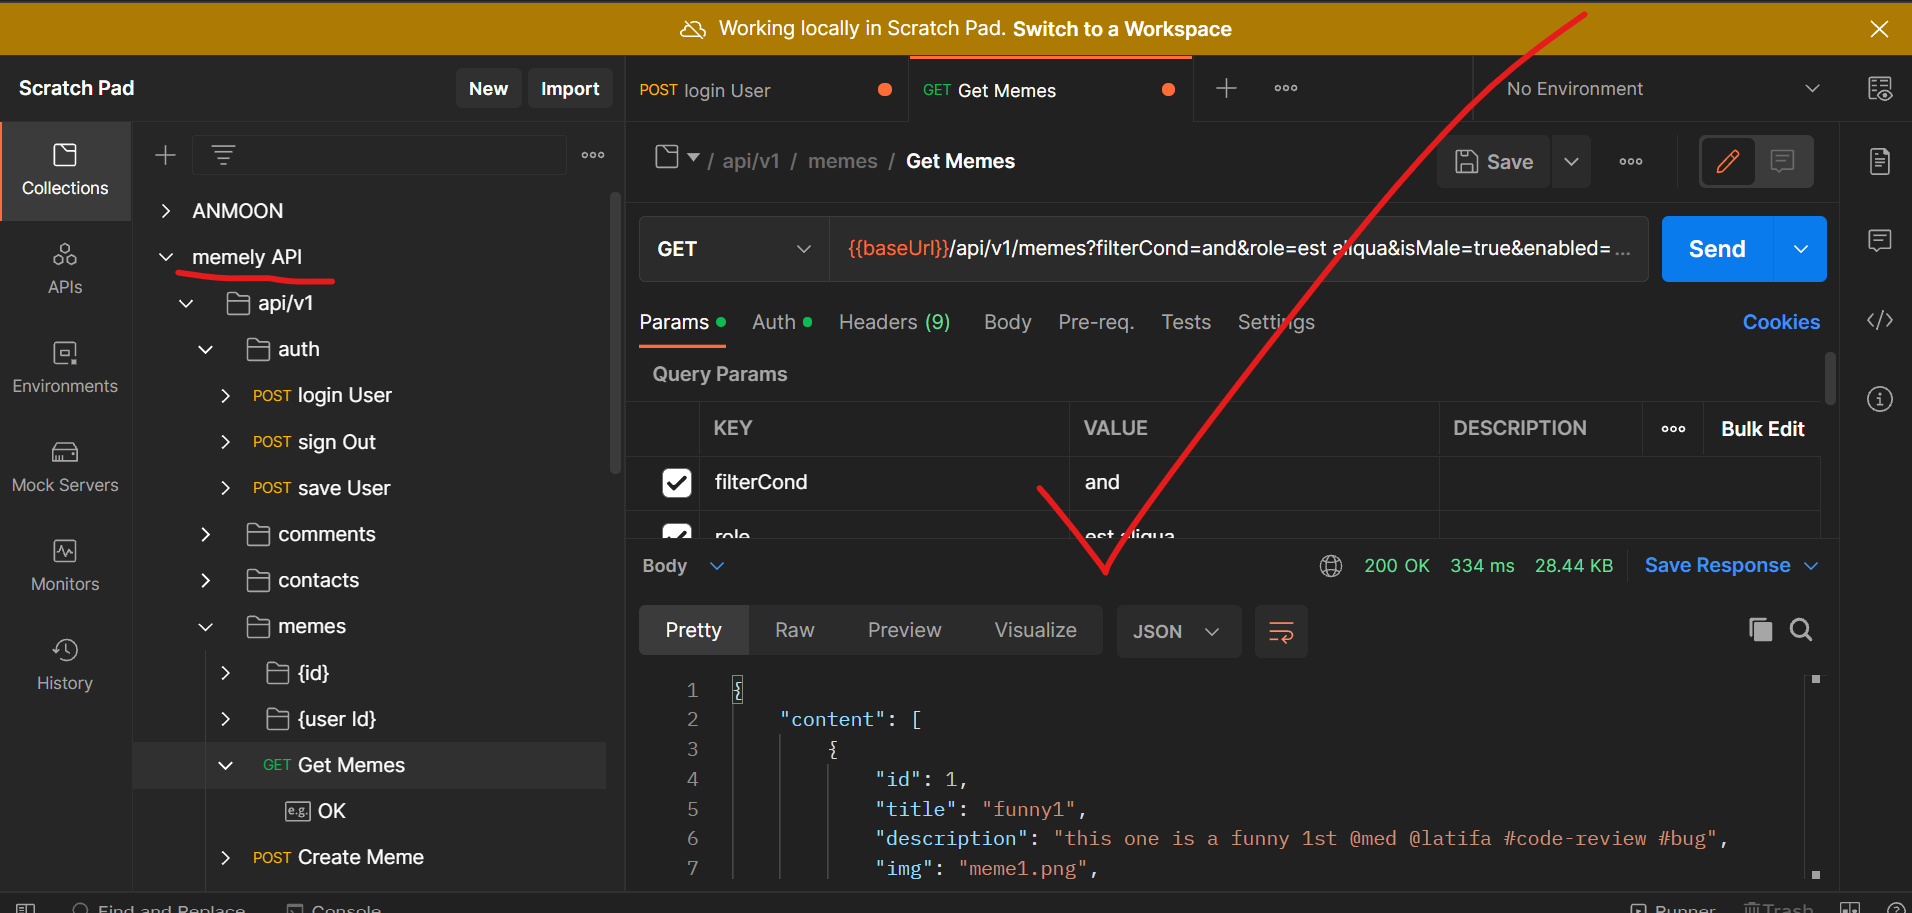 Working locally in Scratch Pad. Switch to a Workspace
Scratch Pad
New
Import
POST login User
GET Get Memes
No Environment
Collections
APIs
Environments
Mock Servers
Monitors
History
ANMOON
memely API
api/v1
auth
POST login User
POST sign Out
POST save User
comments
contacts
memes
{id}
{user Id}
GET Get Memes
e.g. OK
POST Create Meme
/ api/v1 / memes / Get Memes
Save
GET
{{baseUrl}}/api/v1/memes?filterCond=and&role=est aliqua&isMale=true&enabled= ...
Send
Params
Auth
Headers (9)
Body
Pre-req.
Tests
Settings
Cookies
Query Params
KEY
VALUE
DESCRIPTION
Bulk Edit
filterCond
and
role
est aliqua
Body
200 OK
334 ms
28.44 KB
Save Response
Pretty
Raw
Preview
Visualize
JSON
1 {
2 "content": [
3 {
4 "id": 1,
5 "title": "funny1",
6 "description": "this one is a funny 1st @med @latifa #code-review #bug",
7 "img": "meme1.png",
Find and Replace
Console
Runner
Trash